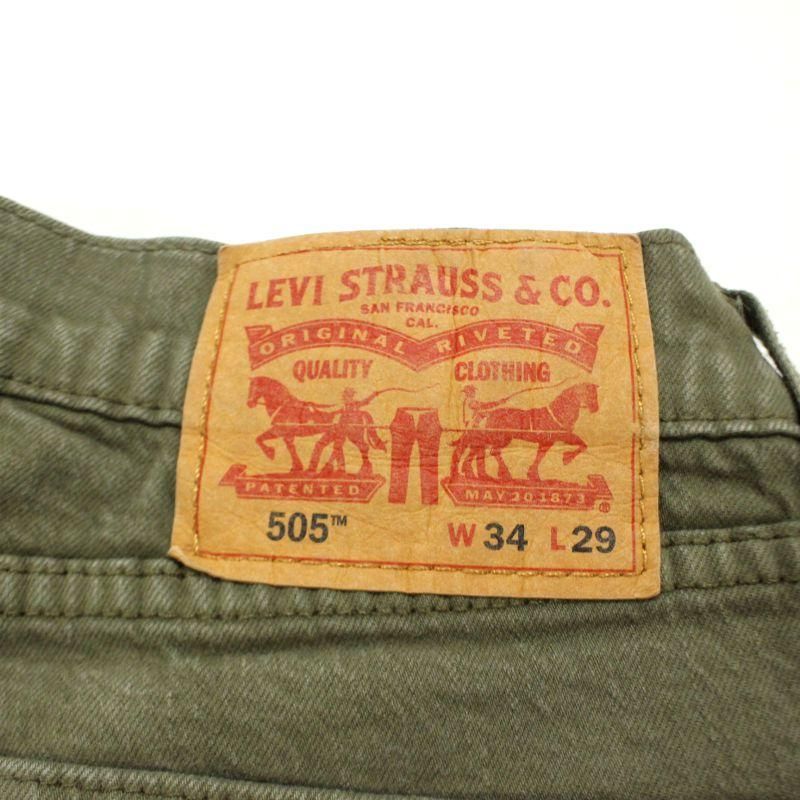 LEVI STRAUSS & CO.
SAN FRANCISCO
CAL.
ORIGINAL RIVETED
QUALITY CLOTHING
PATENTED MAY 20 1873 ®
505™ W 34 L 29